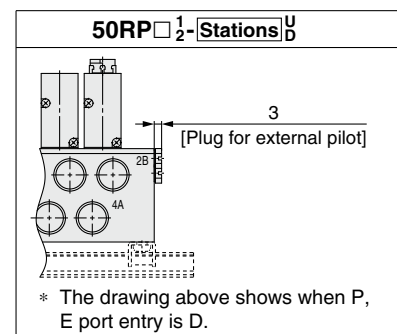 50RP□ 1/2-Stations U/D
3
[Plug for external pilot]
2B
4A
* The drawing above shows when P,
E port entry is D.